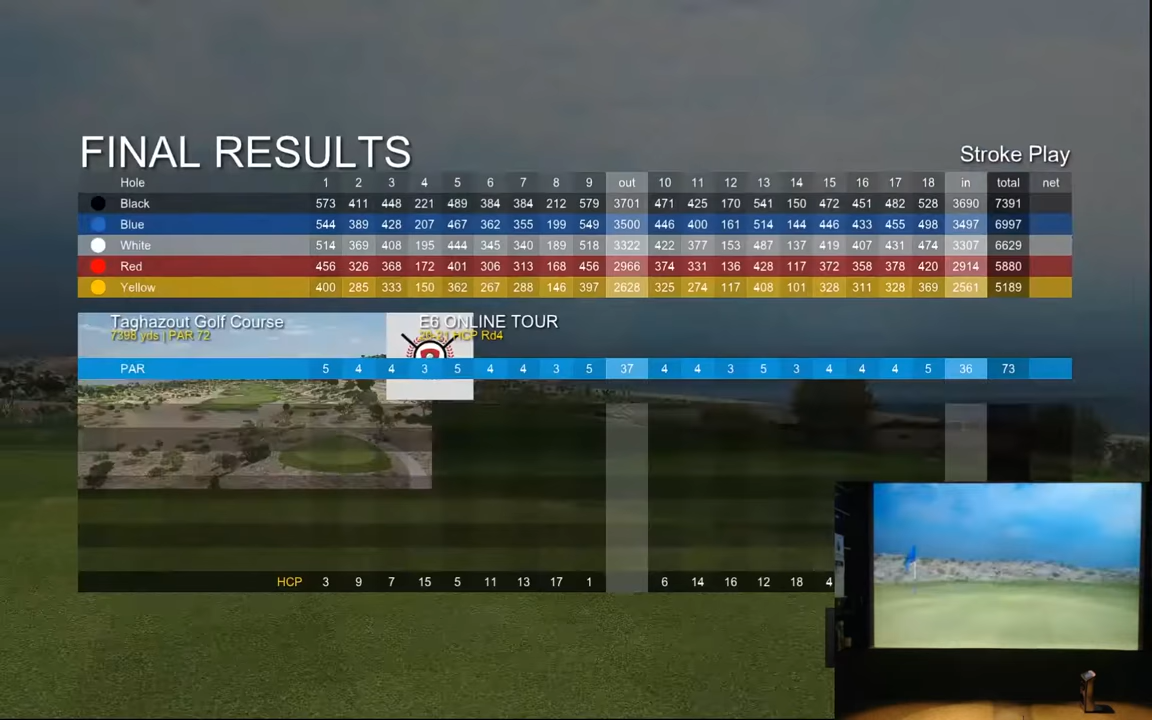 FINAL RESULTS
Stroke Play
Hole 1 2 3 4 5 6 7 8 9 out 10 11 12 13 14 15 16 17 18 in total net
Black 573 411 448 221 489 384 384 212 579 3701 471 425 170 541 150 472 451 482 528 3690 7391
Blue 544 389 428 207 467 362 355 199 549 3500 446 400 161 514 144 446 433 455 498 3497 6997
White 514 369 408 195 444 345 340 189 518 3322 422 377 153 487 137 419 407 431 474 3307 6629
Red 456 326 368 172 401 306 313 168 456 2966 374 331 136 428 117 372 358 378 420 2914 5880
Yellow 400 285 333 150 362 267 288 146 397 2628 325 274 117 408 101 328 311 328 369 2561 5189
Taghazout Golf Course E6 ONLINE TOUR
7398 yds | PAR 72 HCP Rd4
PAR 5 4 4 3 5 4 4 3 5 37 4 4 3 5 3 4 4 4 5 36 73
HCP 3 9 7 15 5 11 13 17 1 6 14 16 12 18 4